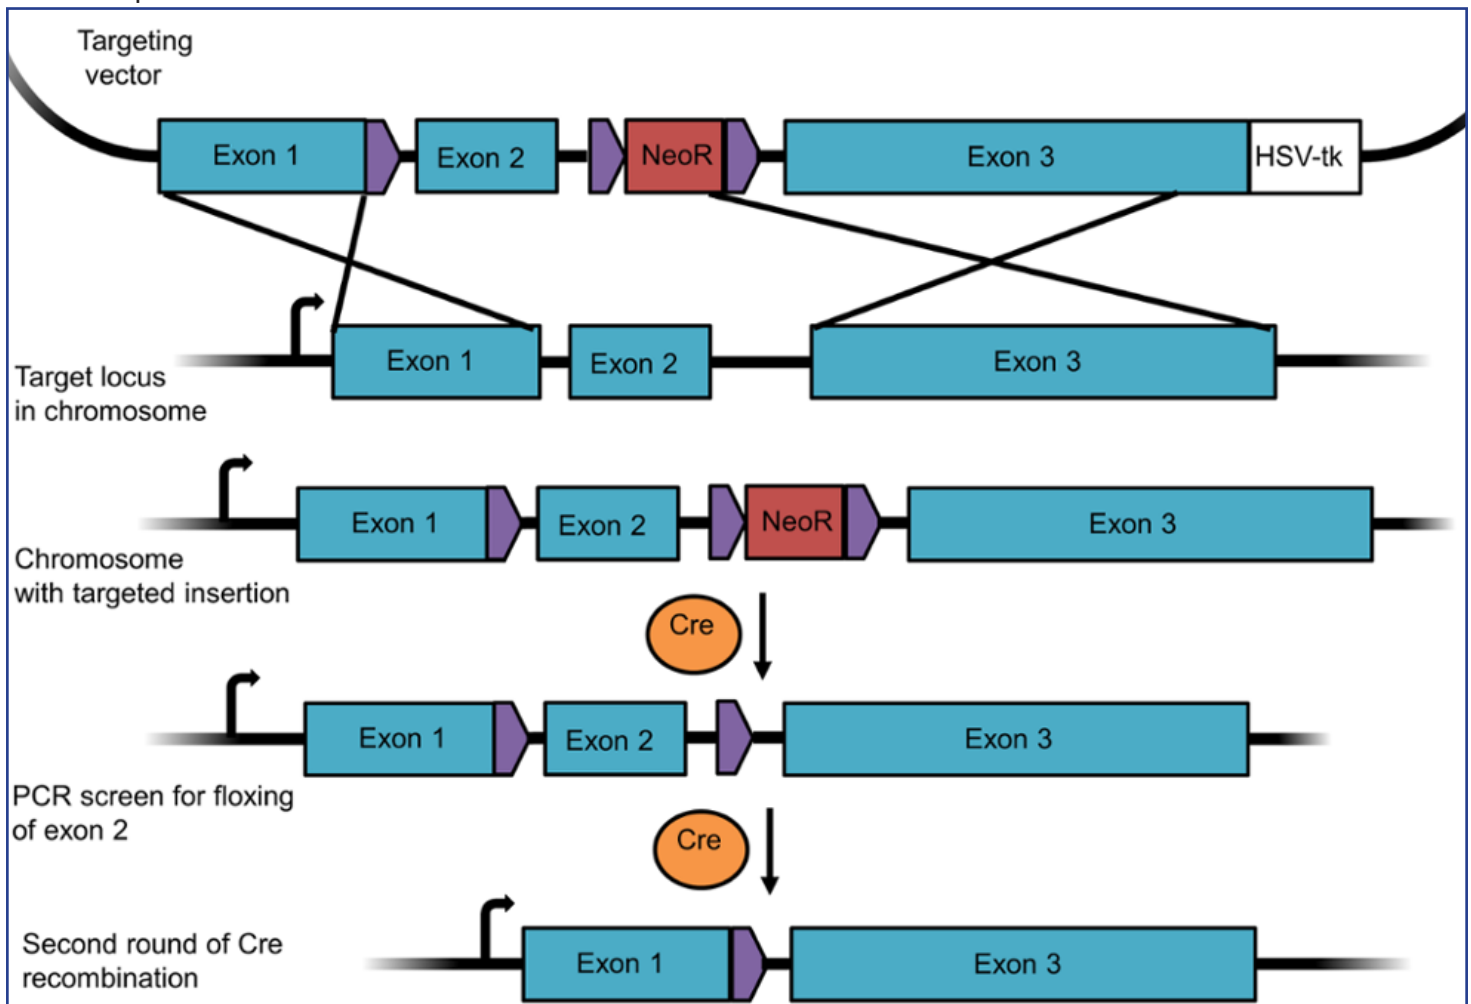 Targeting
vector
Exon 1
Exon 2
NeoR
Exon 3
HSV-tk
Exon 1
Exon 2
Exon 3
Target locus
in chromosome
Exon 1
Exon 2
NeoR
Exon 3
Chromosome
with targeted insertion
Cre
Exon 1
Exon 2
Exon 3
PCR screen for floxing
of exon 2
Cre
Second round of Cre
recombination
Exon 1
Exon 3